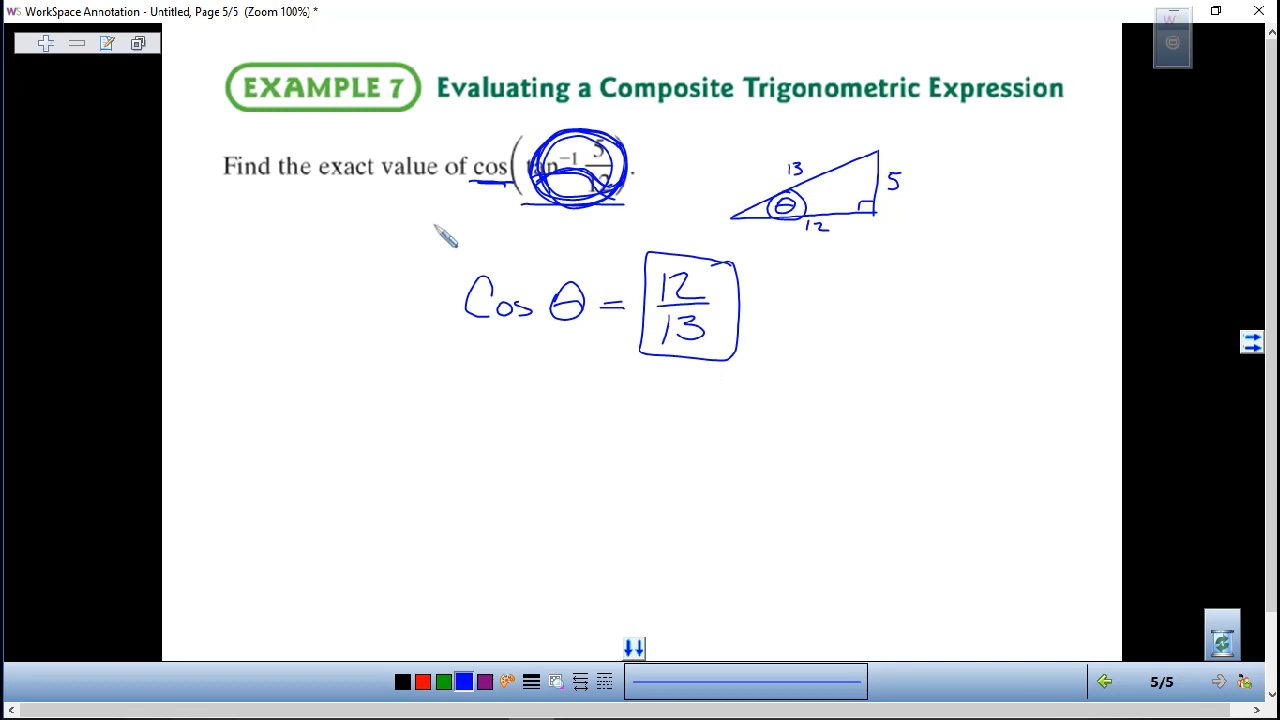 WS WorkSpace Annotation - Untitled, Page 5/5 (Zoom 100%) *
EXAMPLE 7 Evaluating a Composite Trigonometric Expression
Find the exact value of cos(tan⁻¹ 5/12).
13
5
θ
12
Cos θ = 12/13
5/5